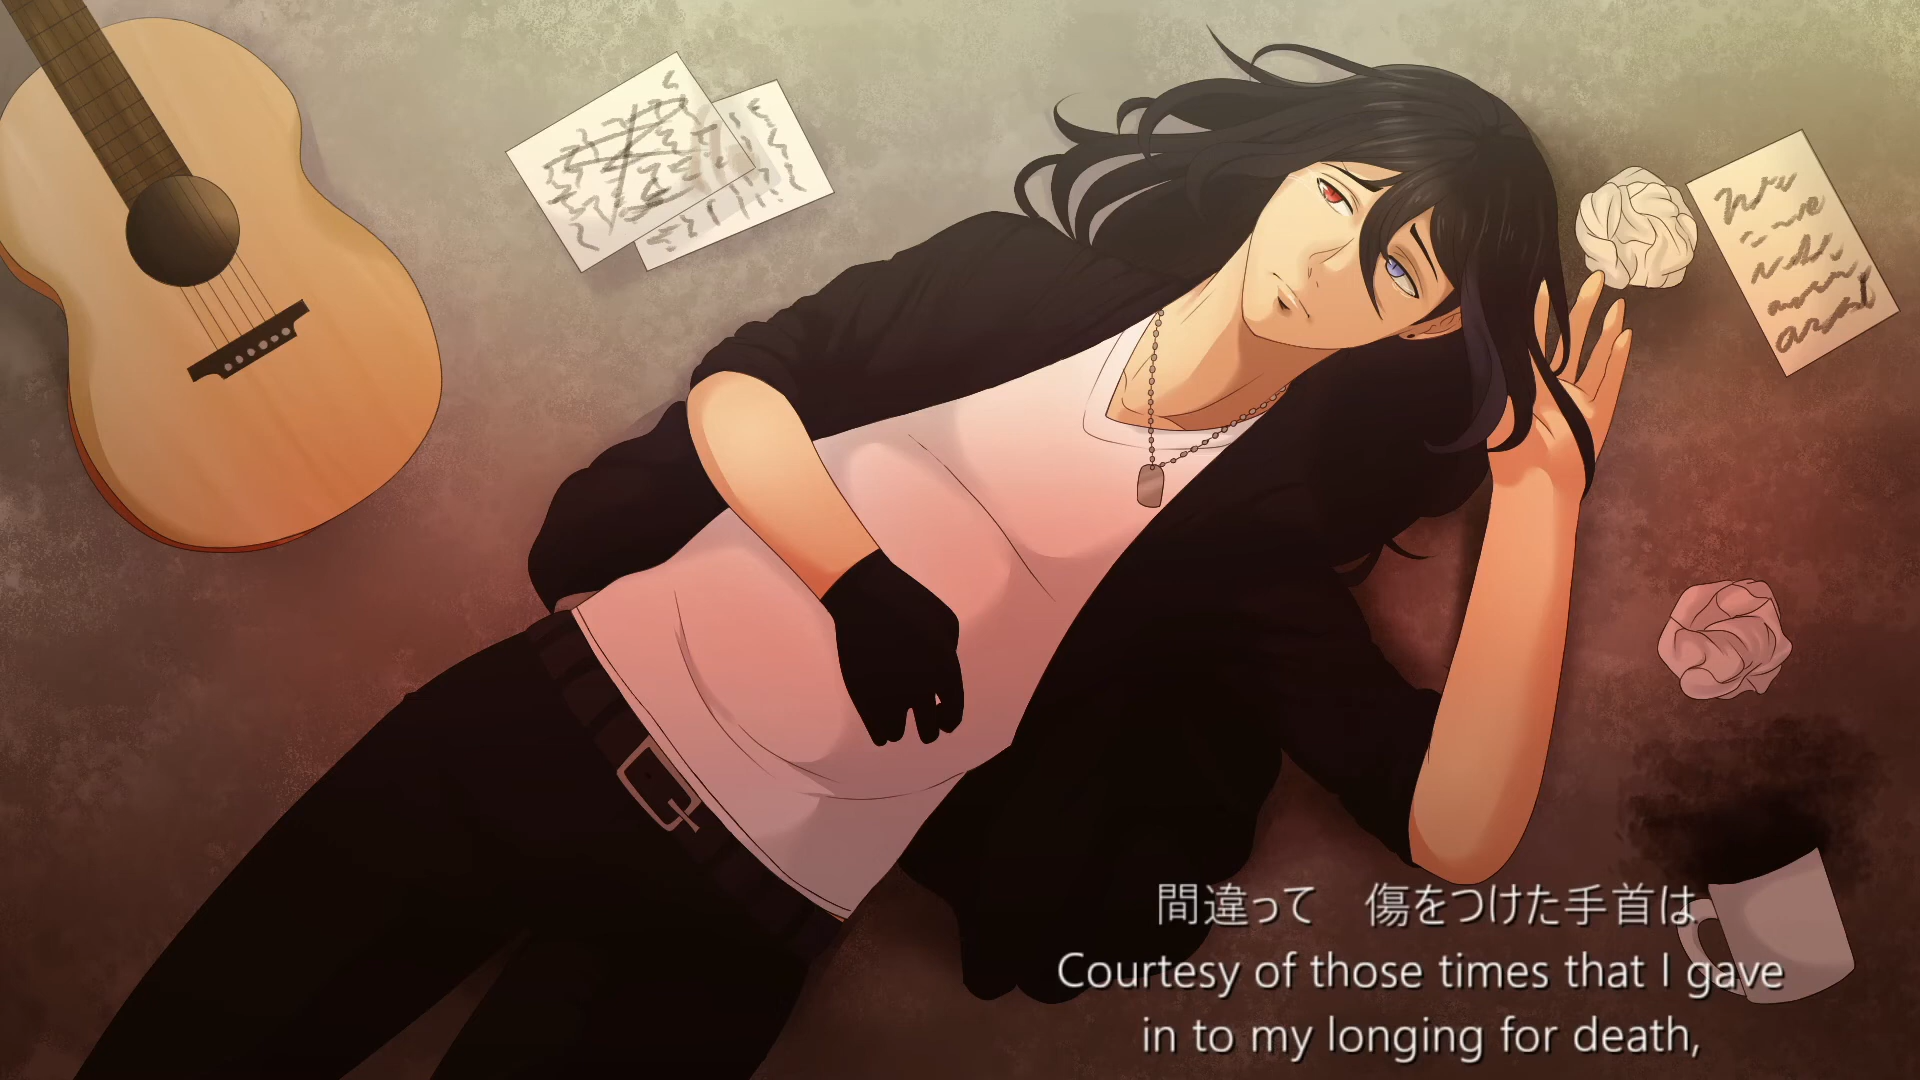 間違って　傷をつけた手首は
Courtesy of those times that I gave
in to my longing for death,